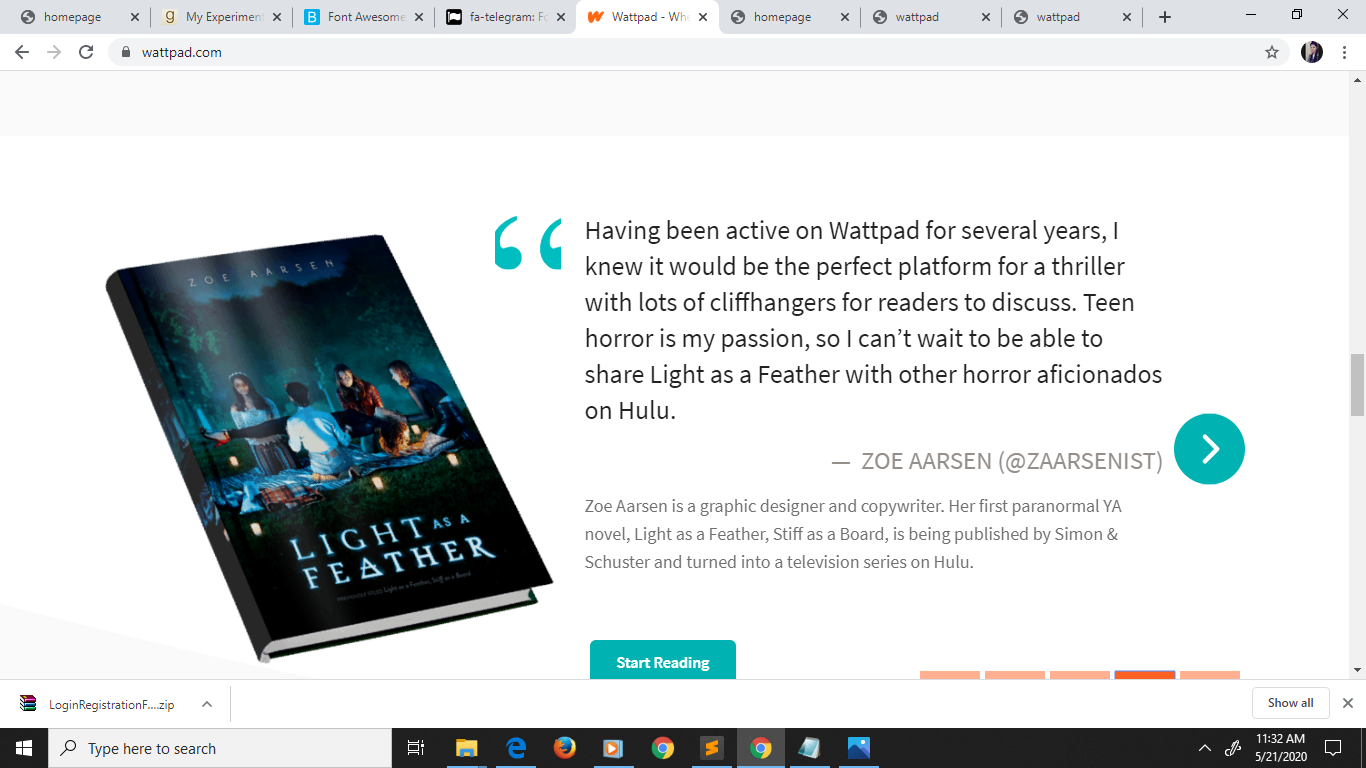 homepage
My Experiment
Font Awesome
fa-telegram: Fo
Wattpad - Whe
homepage
wattpad
wattpad
wattpad.com
ZOE AARSEN
LIGHT AS A
FEATHER
PREVIOUSLY TITLED Light as a Feather, Stiff as a Board
Having been active on Wattpad for several years, I
knew it would be the perfect platform for a thriller
with lots of cliffhangers for readers to discuss. Teen
horror is my passion, so I can’t wait to be able to
share Light as a Feather with other horror aficionados
on Hulu.
— ZOE AARSEN (@ZAARSENIST)
Zoe Aarsen is a graphic designer and copywriter. Her first paranormal YA
novel, Light as a Feather, Stiff as a Board, is being published by Simon &
Schuster and turned into a television series on Hulu.
Start Reading
LoginRegistrationF....zip
Show all
Type here to search
11:32 AM
5/21/2020